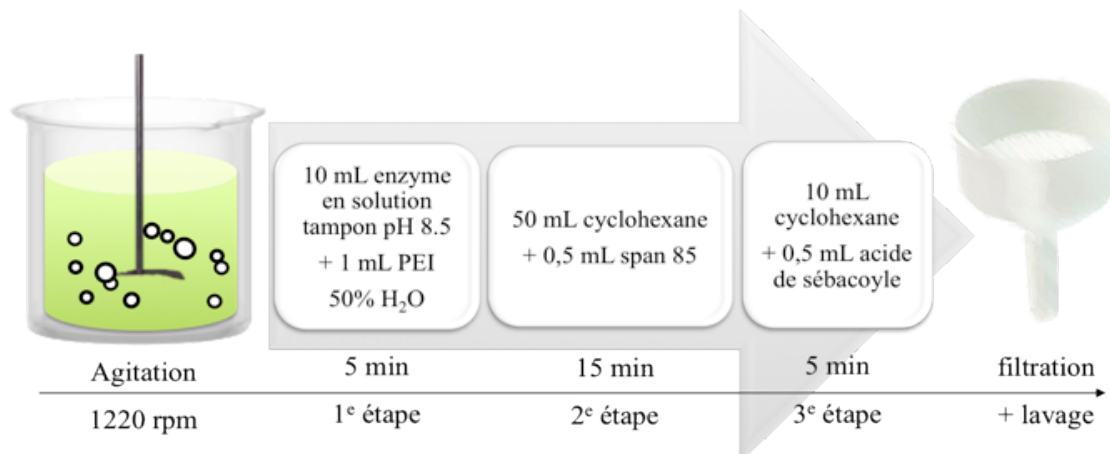 10 mL enzyme
en solution
tampon pH 8.5
+ 1 mL PEI
50% H₂O
50 mL cyclohexane
+ 0,5 mL span 85
10 mL
cyclohexane
+ 0,5 mL acide
de sébacoyle
Agitation
5 min
15 min
5 min
filtration
1220 rpm
1ᵉ étape
2ᵉ étape
3ᵉ étape
+ lavage